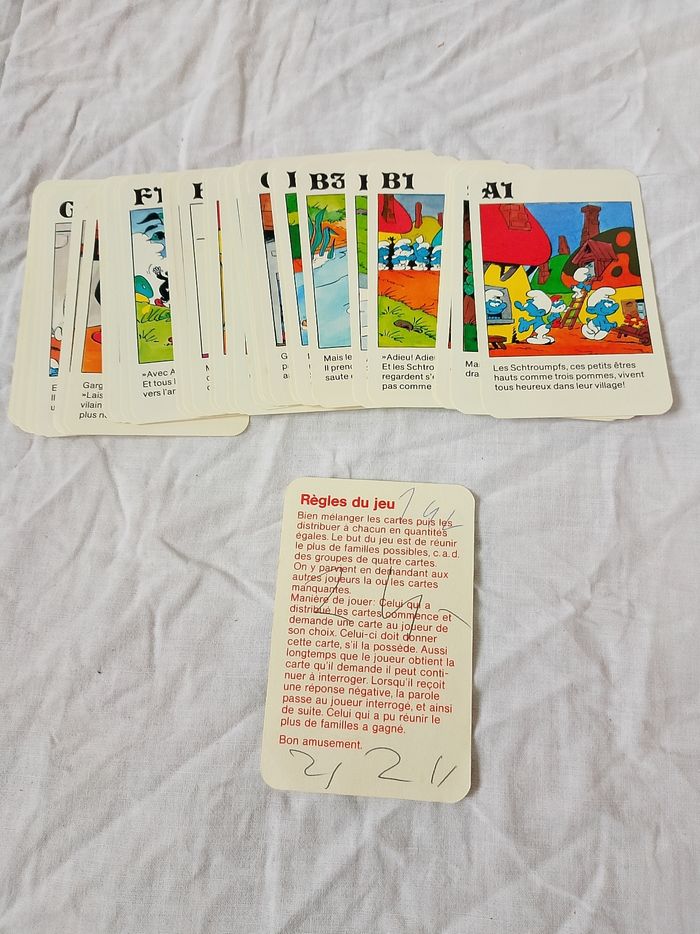 G
F1
B3
B1
A1
E
Il
u
Garg
»Lais
vilain
plus n
»Avec A
Et tous l
vers l'ar
M
G
p
a
Mais le
Il pren
saute
»Adieu! Adie
Et les Schtr
regardent s'é
pas comme
Ma
dra
Les Schtroumpfs, ces petits êtres
hauts comme trois pommes, vivent
tous heureux dans leur village!
Règles du jeu
Bien mélanger les cartes puis les
distribuer à chacun en quantités
égales. Le but du jeu est de réunir
le plus de familles possibles, c.a.d.
des groupes de quatre cartes.
On y parvient en demandant aux
autres joueurs la ou les cartes
manquantes.
Manière de jouer: Celui qui a
distribué les cartes commence et
demande une carte au joueur de
son choix. Celui-ci doit donner
cette carte, s'il la possède. Aussi
longtemps que le joueur obtient la
carte qu'il demande il peut conti-
nuer à interroger. Lorsqu'il reçoit
une réponse négative, la parole
passe au joueur interrogé, et ainsi
de suite. Celui qui a pu réunir le
plus de familles a gagné.
Bon amusement.